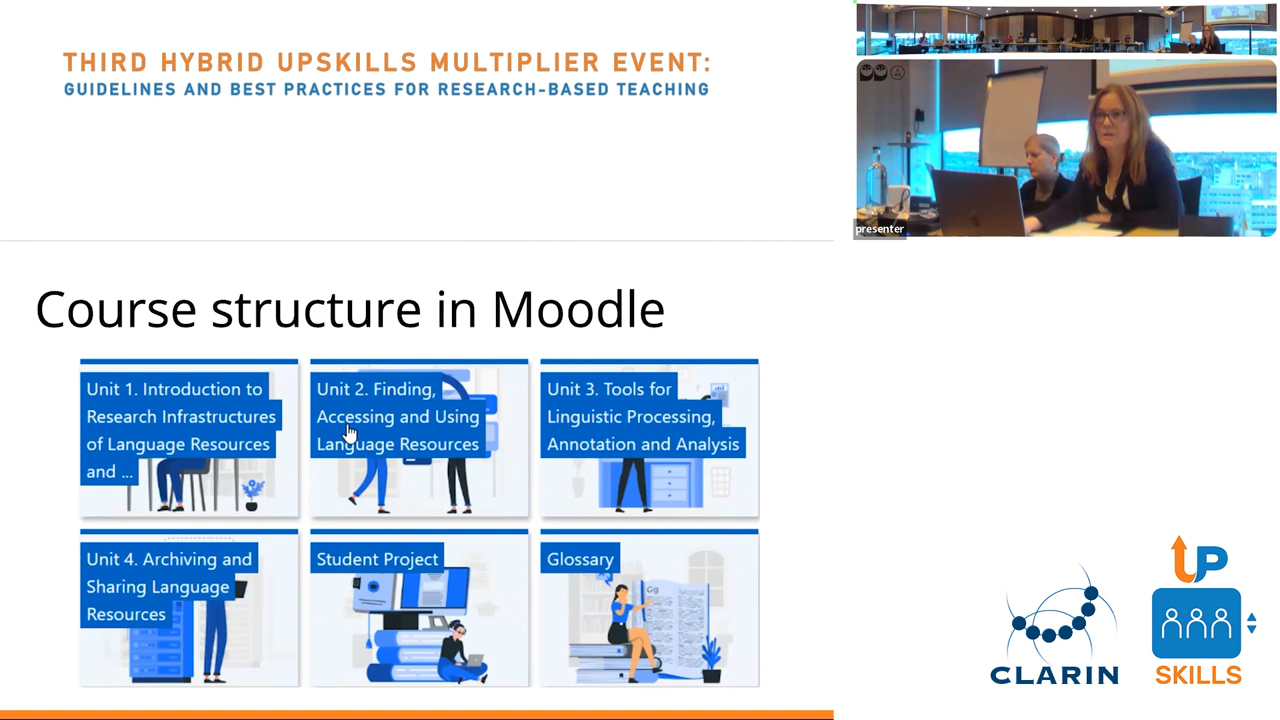 THIRD HYBRID UPSKILLS MULTIPLIER EVENT:
GUIDELINES AND BEST PRACTICES FOR RESEARCH-BASED TEACHING
presenter
Course structure in Moodle
Unit 1. Introduction to
Research Infrastructures
of Language Resources
and ...
Unit 2. Finding,
Accessing and Using
Language Resources
Unit 3. Tools for
Linguistic Processing,
Annotation and Analysis
Unit 4. Archiving and
Sharing Language
Resources
Student Project
Glossary
Gg
CLARIN
UP
SKILLS